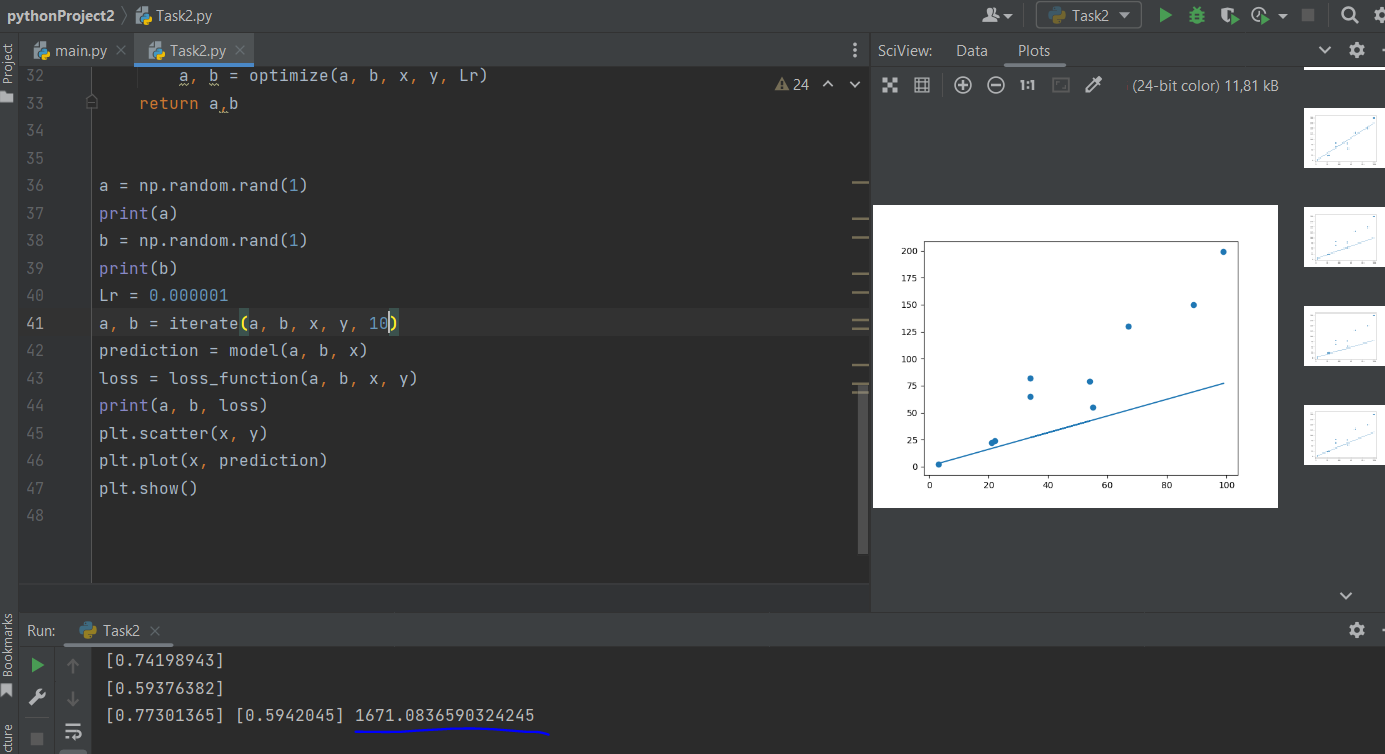 pythonProject2 Task2.py
Task2
Project
main.py
Task2.py
SciView:
Data
Plots
32 a, b = optimize(a, b, x, y, Lr)
24
33 return a,b
34
35
36 a = np.random.rand(1)
37 print(a)
38 b = np.random.rand(1)
39 print(b)
40 Lr = 0.000001
41 a, b = iterate(a, b, x, y, 10)
42 prediction = model(a, b, x)
43 loss = loss_function(a, b, x, y)
44 print(a, b, loss)
45 plt.scatter(x, y)
46 plt.plot(x, prediction)
47 plt.show()
48
1:1
(24-bit color) 11,81 kB
200
175
150
125
100
75
50
25
0
0 20 40 60 80 100
Bookmarks
cture
Run:
Task2
[0.74198943]
[0.59376382]
[0.77301365] [0.5942045] 1671.0836590324245